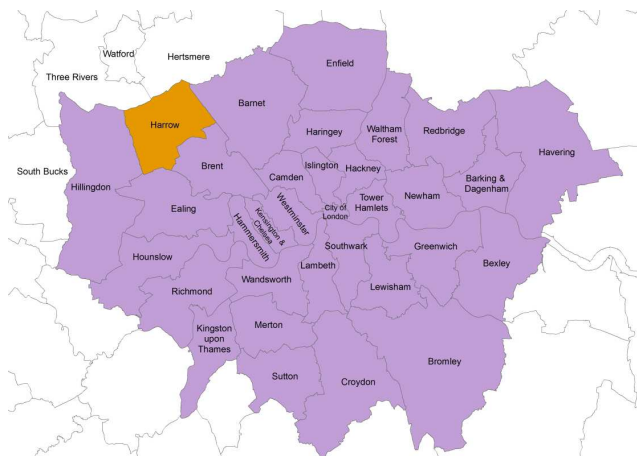 Watford
Hertsmere
Three Rivers
Enfield
Barnet
Harrow
Haringey
Waltham
Forest
Redbridge
Havering
South Bucks
Hillingdon
Brent
Camden
Islington
Hackney
Barking &
Dagenham
Newham
Tower
Hamlets
City of
London
Westminster
Kensington &
Chelsea
Hammersmith
Ealing
Hounslow
Southwark
Greenwich
Bexley
Lambeth
Lewisham
Wandsworth
Richmond
Kingston
upon
Thames
Merton
Sutton
Croydon
Bromley